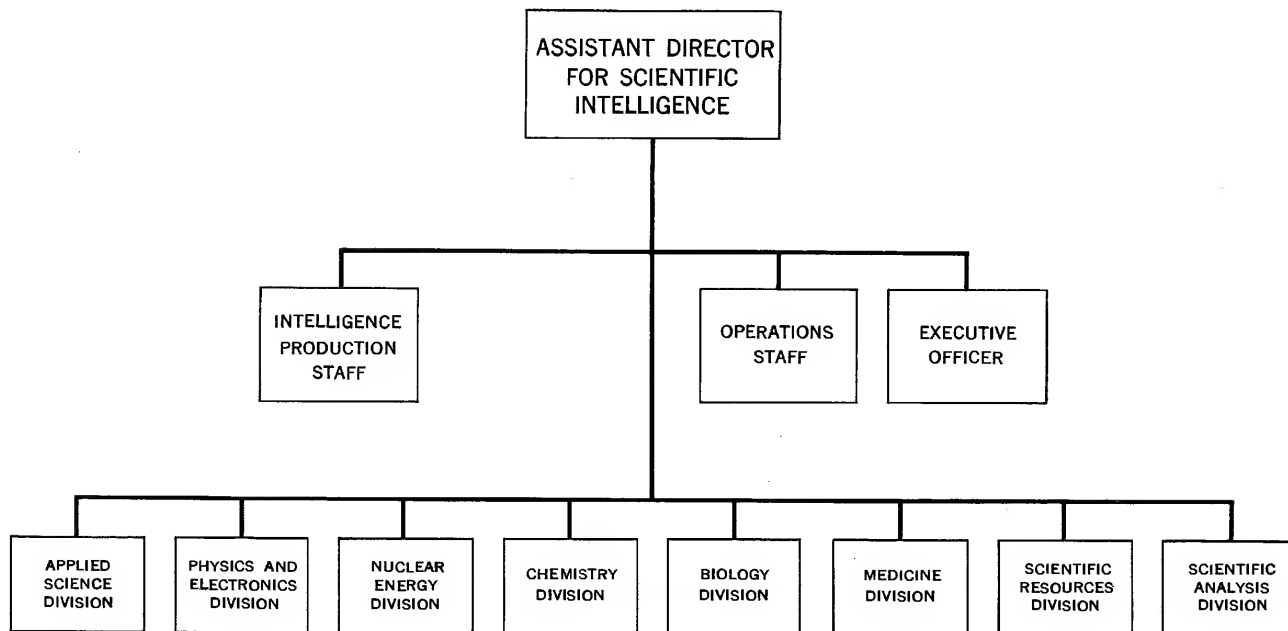 ASSISTANT DIRECTOR
FOR SCIENTIFIC
INTELLIGENCE
INTELLIGENCE
PRODUCTION
STAFF
OPERATIONS
STAFF
EXECUTIVE
OFFICER
APPLIED
SCIENCE
DIVISION
PHYSICS AND
ELECTRONICS
DIVISION
NUCLEAR
ENERGY
DIVISION
CHEMISTRY
DIVISION
BIOLOGY
DIVISION
MEDICINE
DIVISION
SCIENTIFIC
RESOURCES
DIVISION
SCIENTIFIC
ANALYSIS
DIVISION